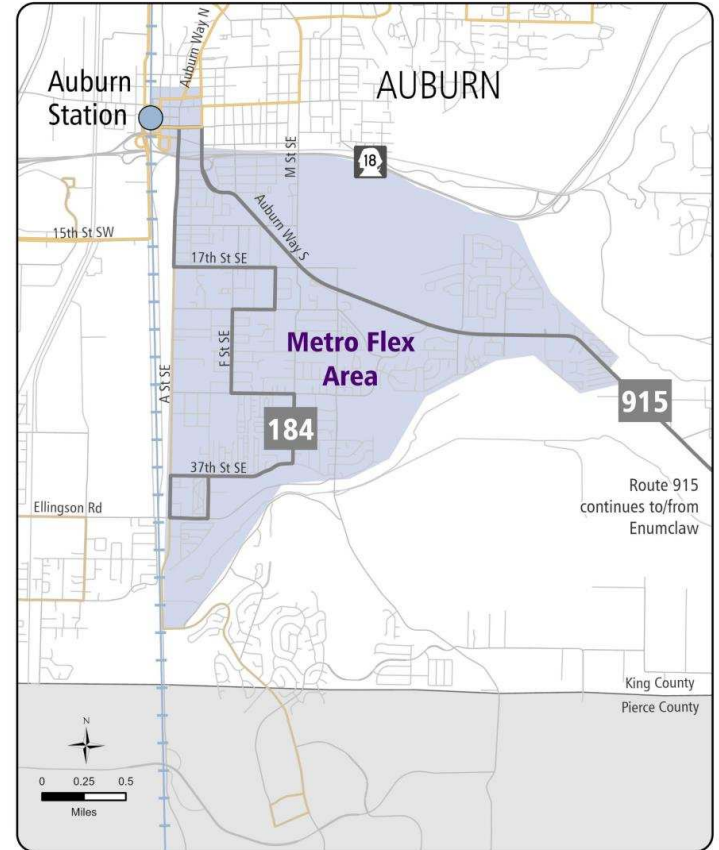 Auburn Way N
Auburn
Station
AUBURN
M St SE
18
15th St SW
Auburn Way S
17th St SE
F St SE
Metro Flex
Area
A St SE
915
184
37th St SE
Route 915
continues to/from
Enumclaw
Ellingson Rd
King County
Pierce County
N
0 0.25 0.5
Miles